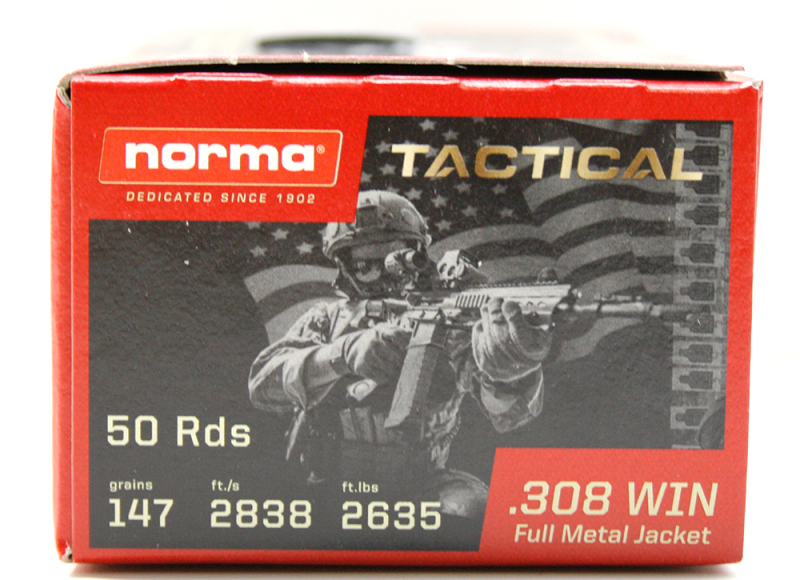 norma®
DEDICATED SINCE 1902
TACTICAL
50 Rds
grains ft./s ft.lbs
147 2838 2635
.308 WIN
Full Metal Jacket